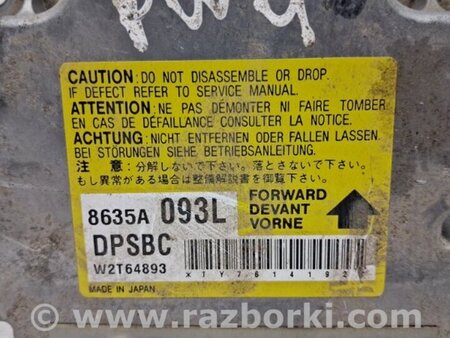 CAUTION: DO NOT DISASSEMBLE OR DROP.
IF DEFECT REFER TO SERVICE MANUAL.
ATTENTION: NE PAS DÉMONTER NI FAIRE TOMBER
EN CAS DE DÉFAILLANCE CONSULTER LA NOTICE.
ACHTUNG: NICHT ENTFERNEN ODER FALLEN LASSEN.
BEI STÖRUNGEN SIEHE BETRIEBSANLEITUNG.
注 意: 分解しないで下さい。落とさないで下さい。
もし異常がある場合は整備解説書を御覧下さい。
8635A 093L
FORWARD
DEVANT
VORNE
DPSBC
W2T64893
MADE IN JAPAN
www.razborki.com